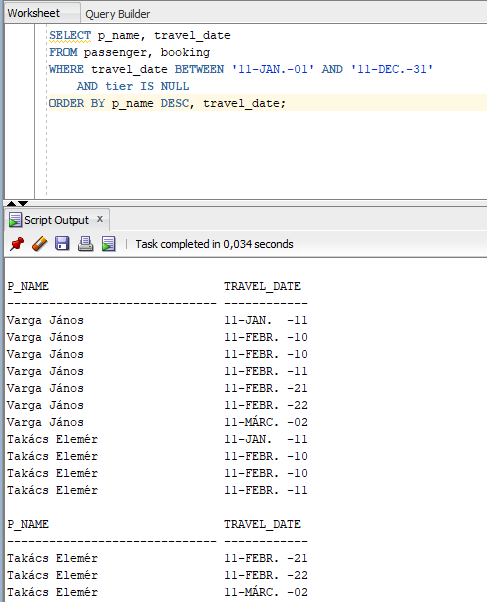 Worksheet Query Builder
SELECT p_name, travel_date
FROM passenger, booking
WHERE travel_date BETWEEN '11-JAN.-01' AND '11-DEC.-31'
AND tier IS NULL
ORDER BY p_name DESC, travel_date;
Script Output x
Task completed in 0,034 seconds
P_NAME TRAVEL_DATE
------------------------------ ------------
Varga János 11-JAN. -11
Varga János 11-FEBR. -10
Varga János 11-FEBR. -10
Varga János 11-FEBR. -11
Varga János 11-FEBR. -21
Varga János 11-FEBR. -22
Varga János 11-MÁRC. -02
Takács Elemér 11-JAN. -11
Takács Elemér 11-FEBR. -10
Takács Elemér 11-FEBR. -10
Takács Elemér 11-FEBR. -11
P_NAME TRAVEL_DATE
------------------------------ ------------
Takács Elemér 11-FEBR. -21
Takács Elemér 11-FEBR. -22
Takács Elemér 11-MÁRC. -02